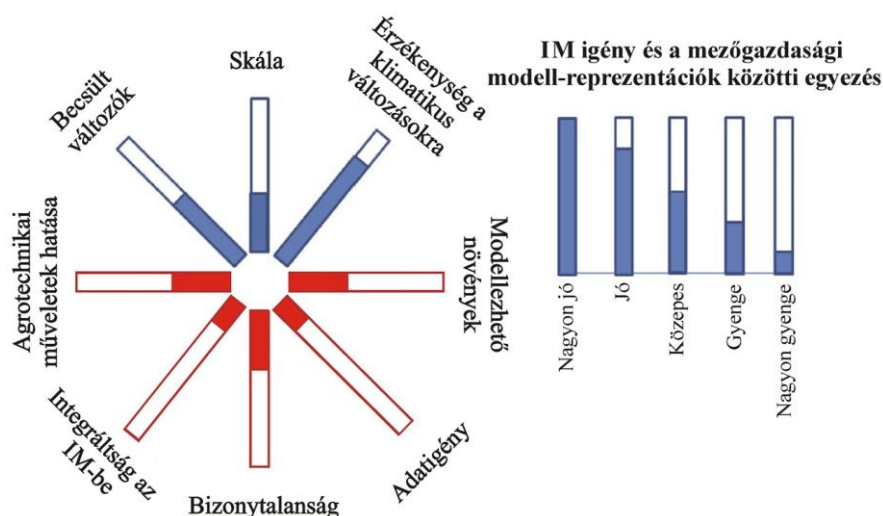 Skála
Érzékenység a
klimatikus
változásokra
Modellezhető
növények
Adatigény
Bizonytalanság
Integráltság az
IM-be
Agrotechnikai
műveletek hatása
Becsült
változók
IM igény és a mezőgazdasági
modell-reprezentációk közötti egyezés
Nagyon jó
Jó
Közepes
Gyenge
Nagyon gyenge